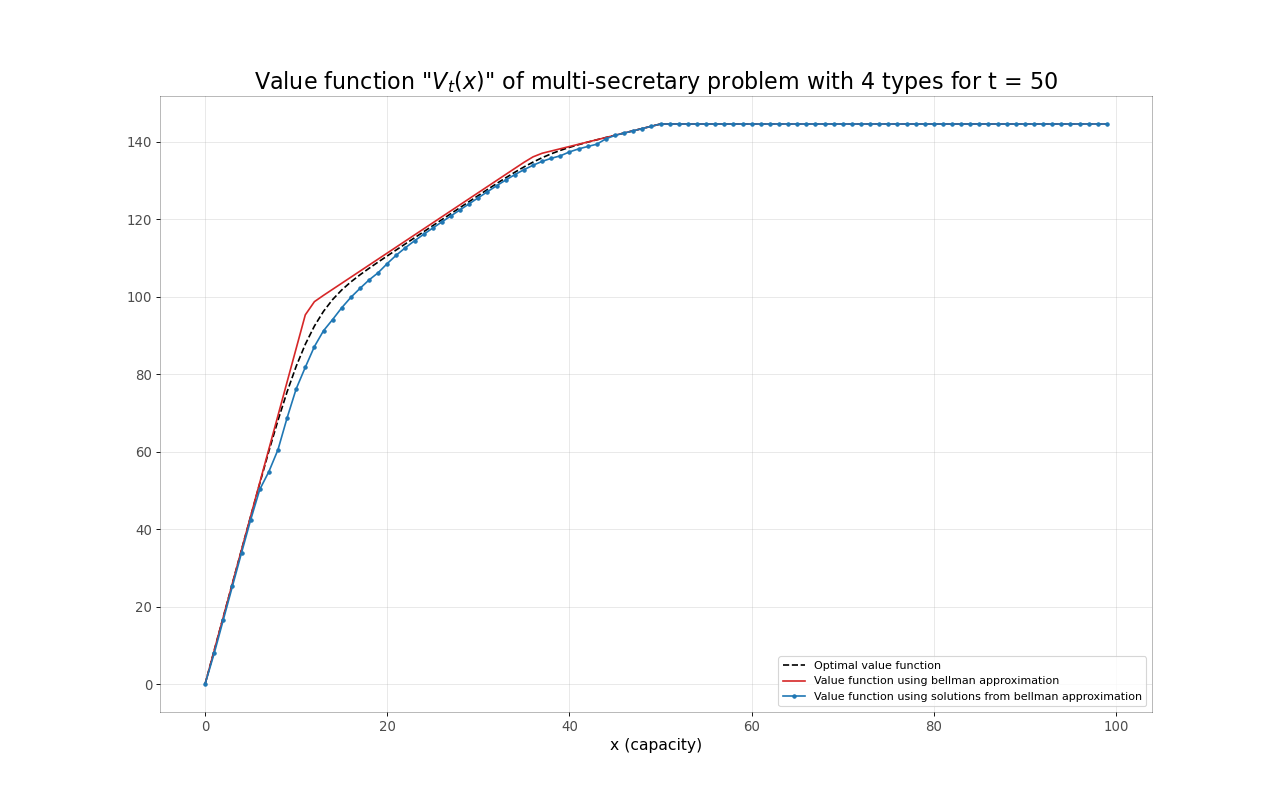 Value function "Vₜ(x)" of multi-secretary problem with 4 types for t = 50
140
120
100
80
60
40
20
0
Optimal value function
Value function using bellman approximation
Value function using solutions from bellman approximation
0 20 40 60 80 100
x (capacity)